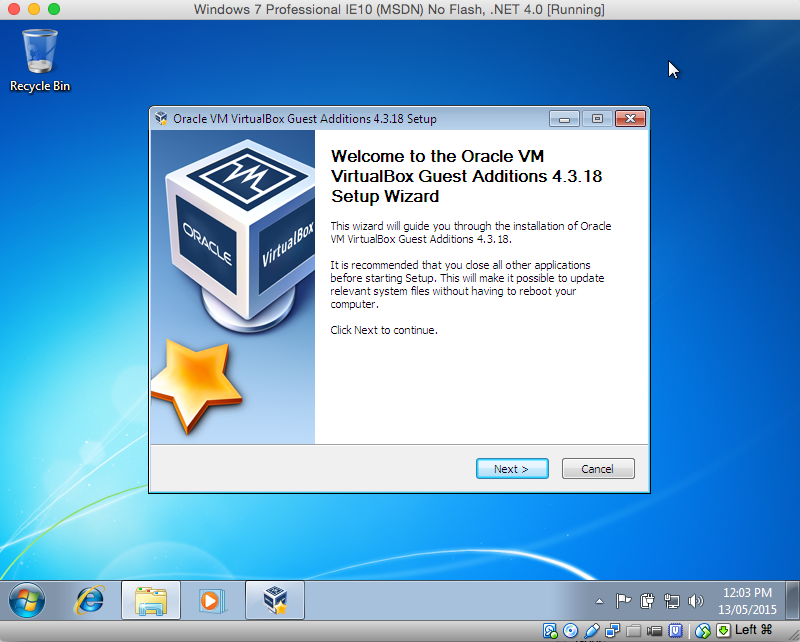 Windows 7 Professional IE10 (MSDN) No Flash, .NET 4.0 [Running]
Recycle Bin
Oracle VM VirtualBox Guest Additions 4.3.18 Setup
ORACLE
VirtualBox
Welcome to the Oracle VM
VirtualBox Guest Additions 4.3.18
Setup Wizard
This wizard will guide you through the installation of Oracle
VM VirtualBox Guest Additions 4.3.18.
It is recommended that you close all other applications
before starting Setup. This will make it possible to update
relevant system files without having to reboot your
computer.
Click Next to continue.
Next >
Cancel
12:03 PM
13/05/2015
Left ⌘